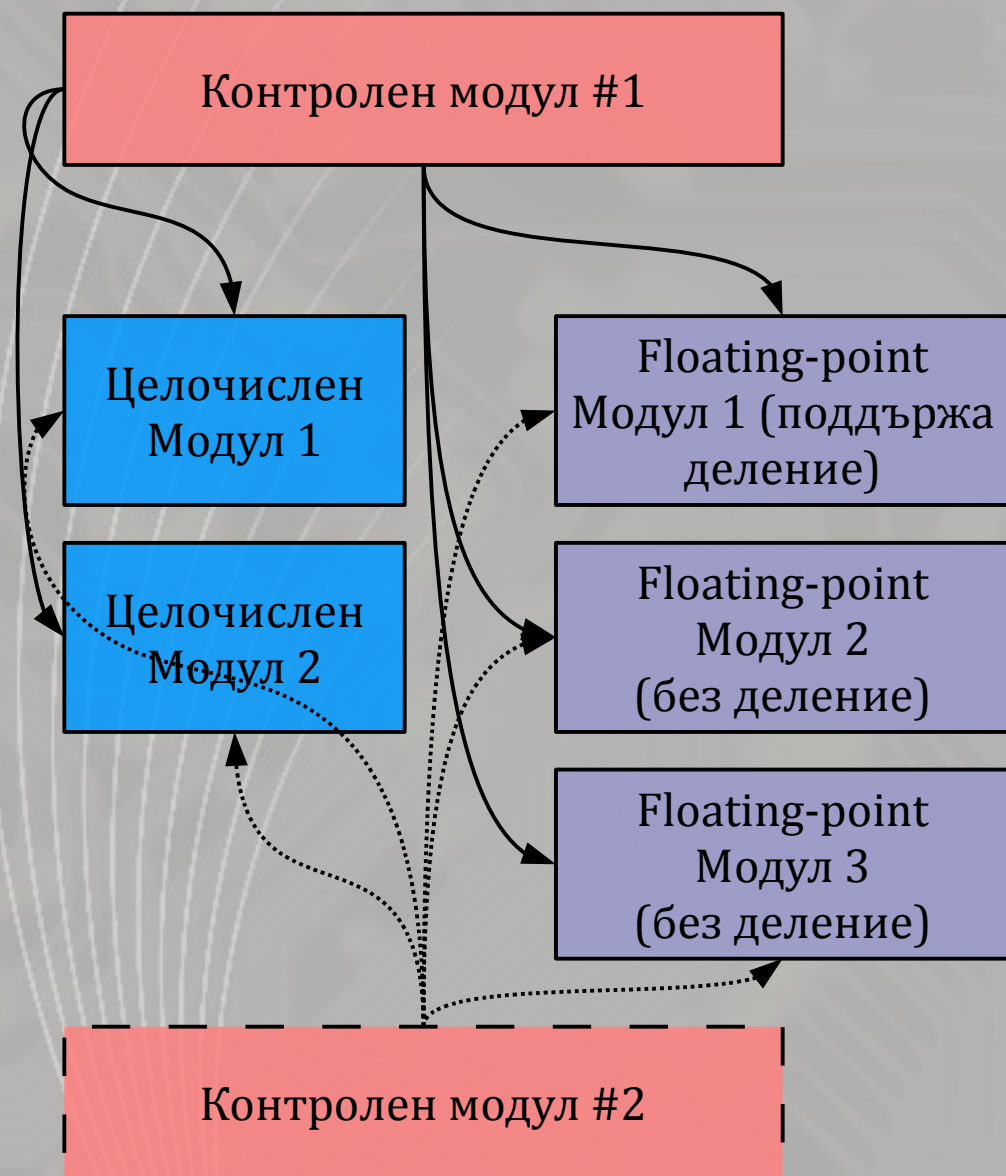 Контролен модул #1
Целочислен
Модул 1
Floating-point
Модул 1 (поддържа
деление)
Целочислен
Модул 2
Floating-point
Модул 2
(без деление)
Floating-point
Модул 3
(без деление)
Контролен модул #2